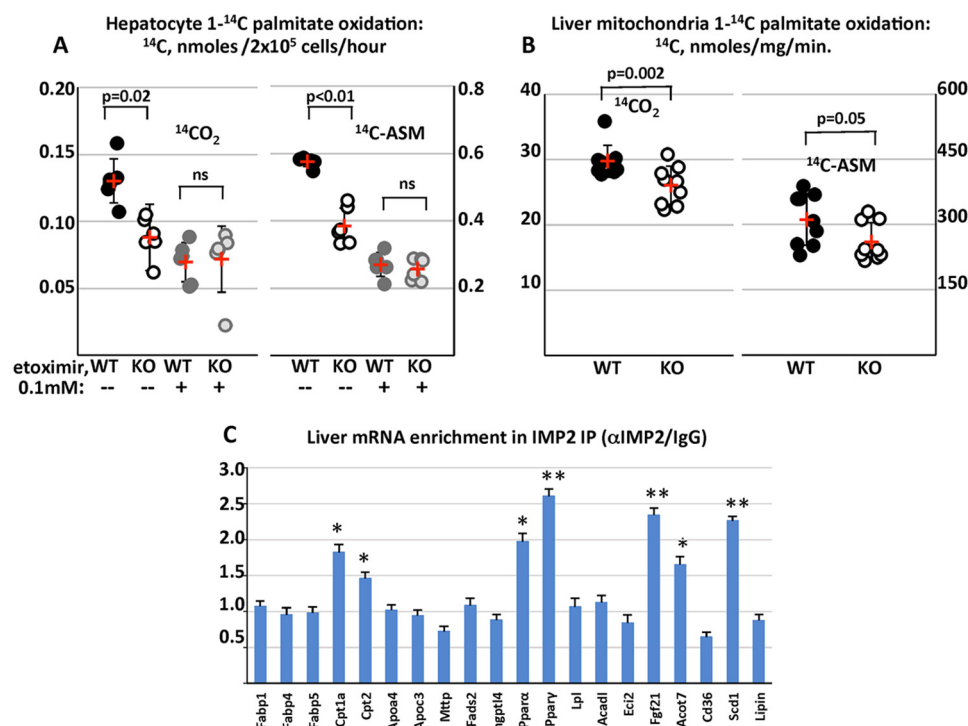 Hepatocyte 1-¹⁴C palmitate oxidation:
A
¹⁴C, nmoles /2x10⁵ cells/hour
0.20
0.15
0.10
0.05
p=0.02
¹⁴CO₂
ns
p<0.01
¹⁴C-ASM
ns
0.8
0.6
0.4
0.2
etoximir, WT KO WT KO WT KO WT KO
0.1mM: -- -- + + -- -- + +
Liver mitochondria 1-¹⁴C palmitate oxidation:
B
¹⁴C, nmoles/mg/min.
40
30
20
10
p=0.002
¹⁴CO₂
p=0.05
¹⁴C-ASM
600
450
300
150
WT KO WT KO
C Liver mRNA enrichment in IMP2 IP (αIMP2/IgG)
3.0
2.5
2.0
1.5
1.0
0.5
* * * ** ** * **
Fabp1
Fabp4
Fabp5
Cpt1a
Cpt2
Apoa4
Apoc3
Mttp
Fads2
ngptl4
Pparα
Pparγ
Lpl
Acadl
Eci2
Fgf21
Acot7
Cd36
Scd1
Lipin